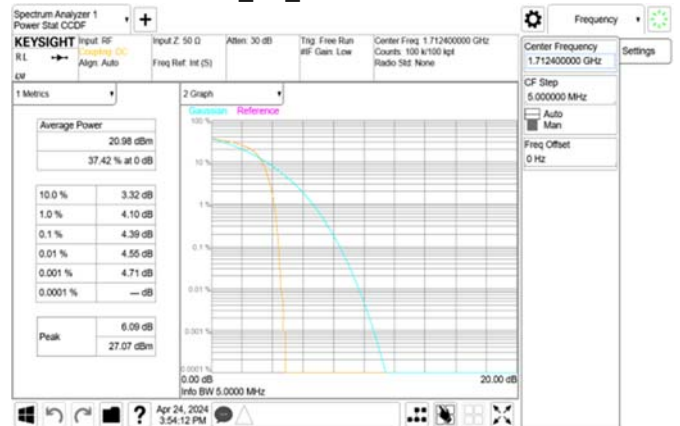 Spectrum Analyzer 1
Power Stat CCDF
Frequency
KEYSIGHT
Input: RF
Coupling: DC
Align: Auto
Input Z: 50 Ω
Freq Ref: Int (S)
Atten: 30 dB
Trig: Free Run
#IF Gain: Low
Center Freq: 1.712400000 GHz
Counts: 100 k/100 kpt
Radio Std: None
RL
Center Frequency
1.712400000 GHz
Settings
CF Step
5.000000 MHz
Auto
Man
Freq Offset
0 Hz
1 Metrics
2 Graph
Gaussian Reference
Average Power
20.98 dBm
37.42 % at 0 dB
10.0 % 3.32 dB
1.0 % 4.10 dB
0.1 % 4.39 dB
0.01 % 4.55 dB
0.001 % 4.71 dB
0.0001 % --- dB
Peak
6.09 dB
27.07 dBm
100 %
10 %
1 %
0.1 %
0.01 %
0.001 %
0.0001 %
0.00 dB
20.00 dB
Info BW 5.0000 MHz
Apr 24, 2024
3:54:12 PM